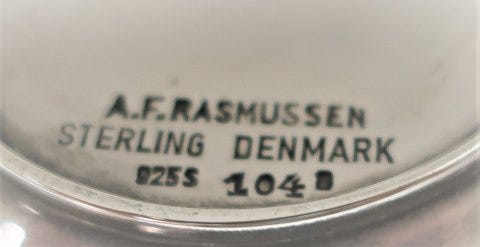 A.F.RASMUSSEN
STERLING DENMARK
925S 104B